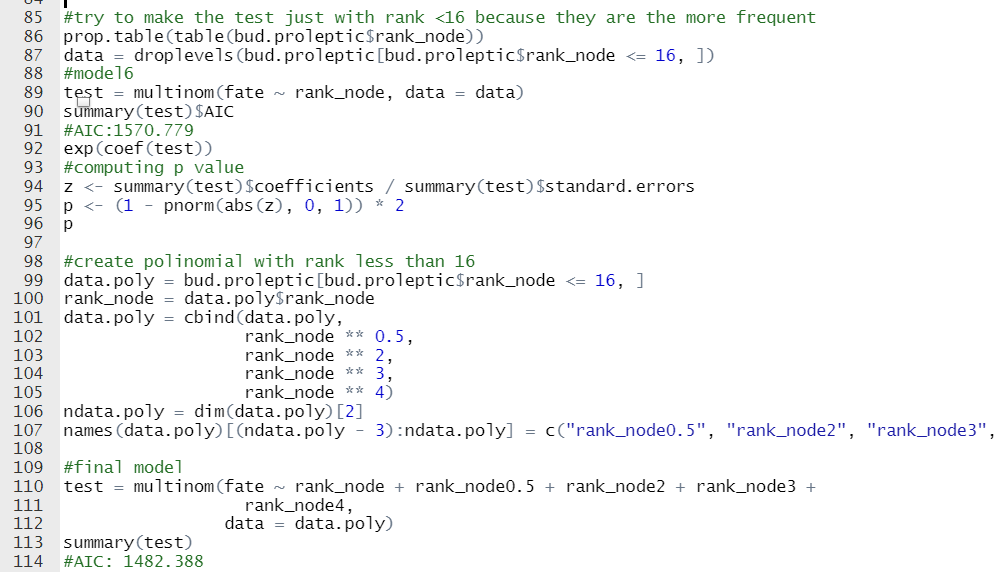 84
85 #try to make the test just with rank <16 because they are the more frequent
86 prop.table(table(bud.proleptic$rank_node))
87 data = droplevels(bud.proleptic[bud.proleptic$rank_node <= 16, ])
88 #model6
89 test = multinom(fate ~ rank_node, data = data)
90 summary(test)$AIC
91 #AIC:1570.779
92 exp(coef(test))
93 #computing p value
94 z <- summary(test)$coefficients / summary(test)$standard.errors
95 p <- (1 - pnorm(abs(z), 0, 1)) * 2
96 p
97
98 #create polinomial with rank less than 16
99 data.poly = bud.proleptic[bud.proleptic$rank_node <= 16, ]
100 rank_node = data.poly$rank_node
101 data.poly = cbind(data.poly,
102 rank_node ** 0.5,
103 rank_node ** 2,
104 rank_node ** 3,
105 rank_node ** 4)
106 ndata.poly = dim(data.poly)[2]
107 names(data.poly)[(ndata.poly - 3):ndata.poly] = c("rank_node0.5", "rank_node2", "rank_node3",
108
109 #final model
110 test = multinom(fate ~ rank_node + rank_node0.5 + rank_node2 + rank_node3 +
111 rank_node4,
112 data = data.poly)
113 summary(test)
114 #AIC: 1482.388